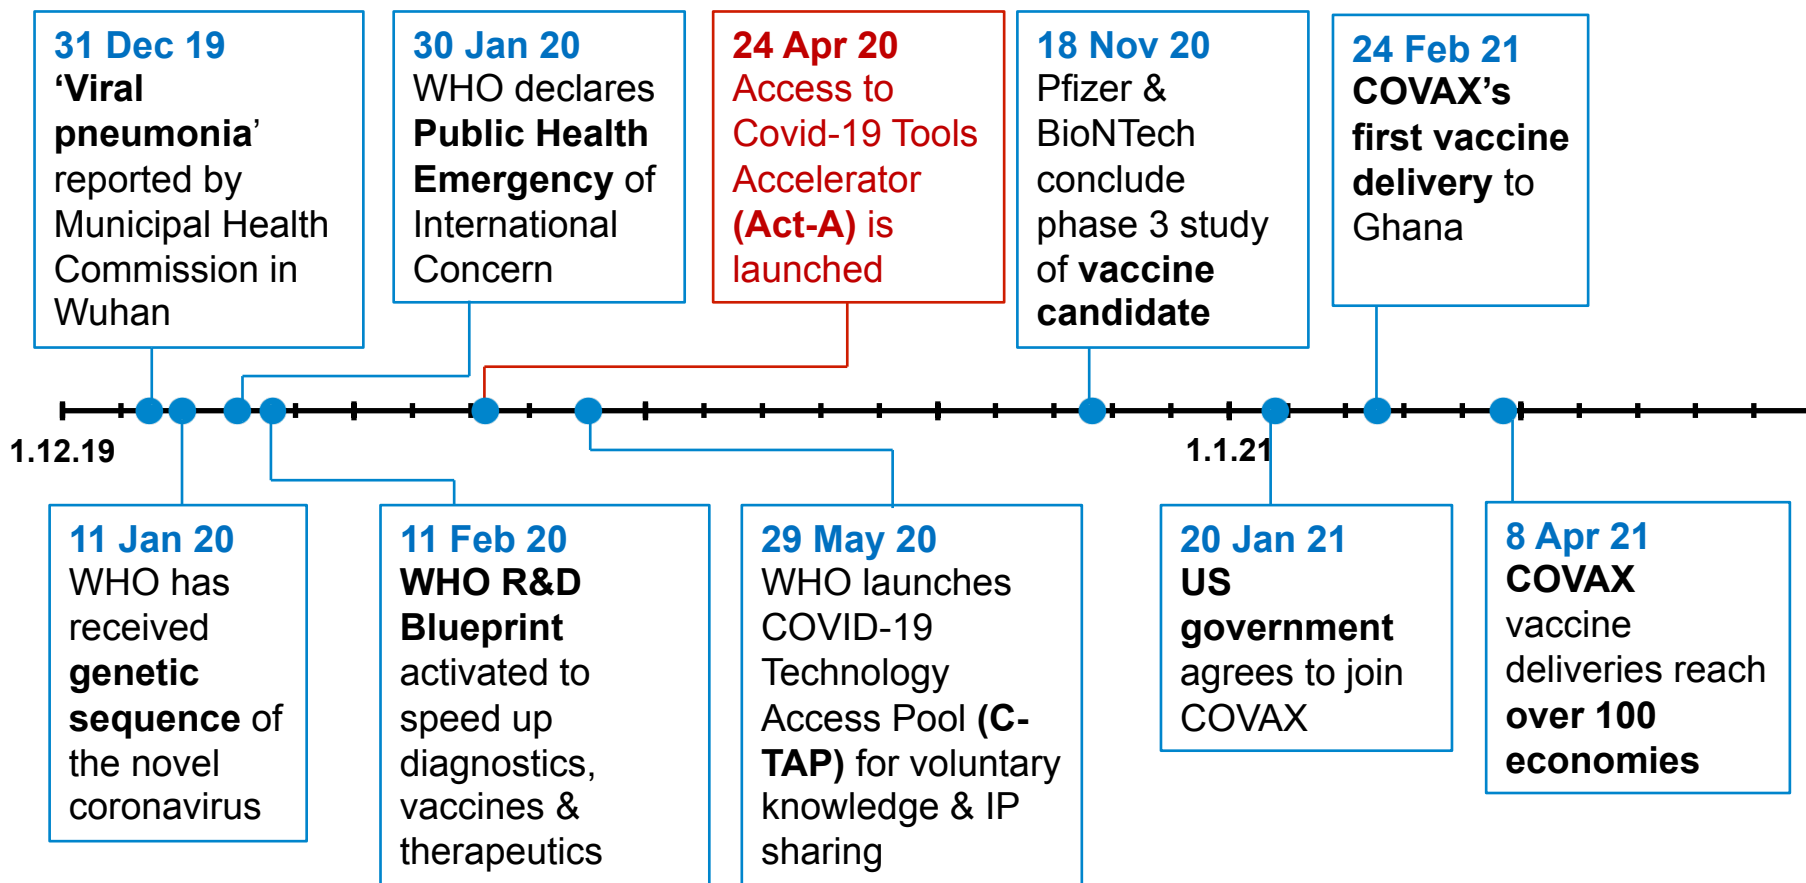 31 Dec 19
‘Viral
pneumonia’
reported by
Municipal Health
Commission in
Wuhan
30 Jan 20
WHO declares
Public Health
Emergency of
International
Concern
24 Apr 20
Access to
Covid-19 Tools
Accelerator
(Act-A) is
launched
18 Nov 20
Pfizer &
BioNTech
conclude
phase 3 study
of vaccine
candidate
24 Feb 21
COVAX’s
first vaccine
delivery to
Ghana
1.12.19
1.1.21
11 Jan 20
WHO has
received
genetic
sequence of
the novel
coronavirus
11 Feb 20
WHO R&D
Blueprint
activated to
speed up
diagnostics,
vaccines &
therapeutics
29 May 20
WHO launches
COVID-19
Technology
Access Pool (C-
TAP) for voluntary
knowledge & IP
sharing
20 Jan 21
US
government
agrees to join
COVAX
8 Apr 21
COVAX
vaccine
deliveries reach
over 100
economies